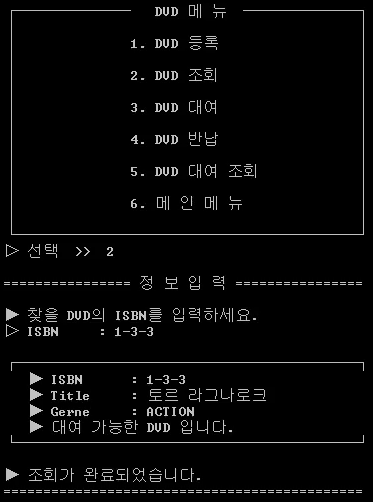 DVD 메 뉴
1. DVD 등록
2. DVD 조회
3. DVD 대여
4. DVD 반납
5. DVD 대여 조회
6. 메 인 메 뉴
▷ 선택 >> 2
================ 정 보 입 력 ================
▶ 찾을 DVD의 ISBN를 입력하세요.
▷ ISBN : 1-3-3
▶ ISBN : 1-3-3
▶ Title : 토르 라그나로크
▶ Gerne : ACTION
▶ 대여 가능한 DVD 입니다.
▶ 조회가 완료되었습니다.
=============================================